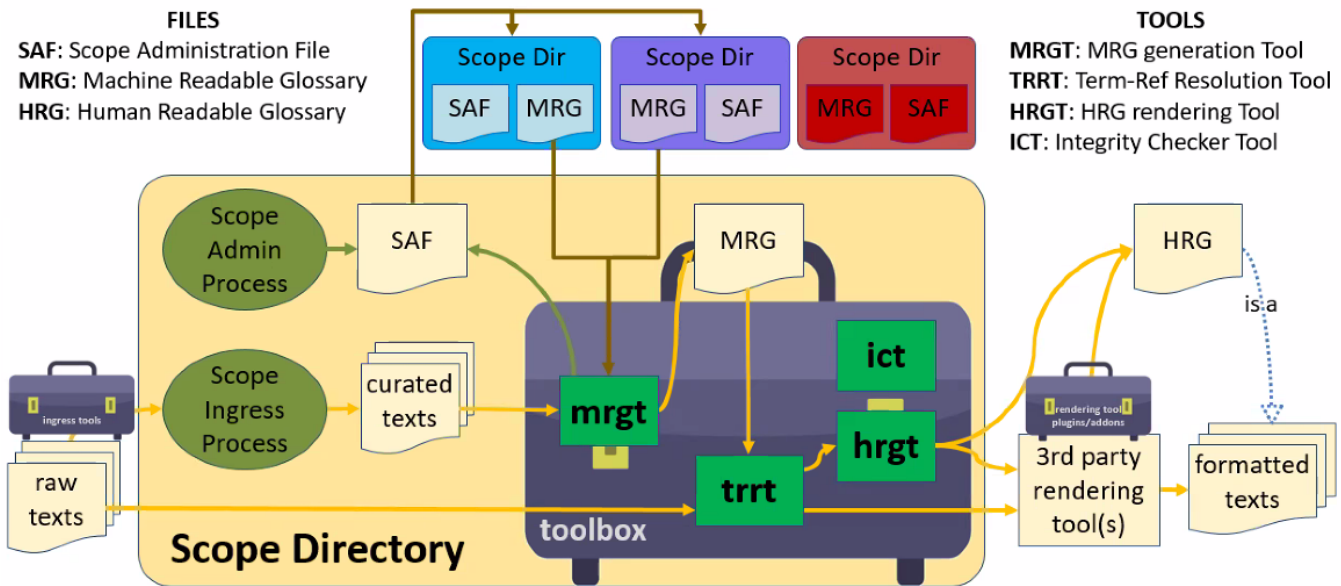 FILES
SAF: Scope Administration File
MRG: Machine Readable Glossary
HRG: Human Readable Glossary
Scope Dir
SAF
MRG
Scope Dir
MRG
SAF
Scope Dir
MRG
SAF
TOOLS
MRGT: MRG generation Tool
TRRT: Term-Ref Resolution Tool
HRGT: HRG rendering Tool
ICT: Integrity Checker Tool
Scope
Admin
Process
SAF
MRG
HRG
is a
ingress tools
raw
texts
Scope
Ingress
Process
curated
texts
mrgt
ict
hrgt
trrt
toolbox
Scope Directory
rendering tool
plugins/addons
3rd party
rendering
tool(s)
formatted
texts